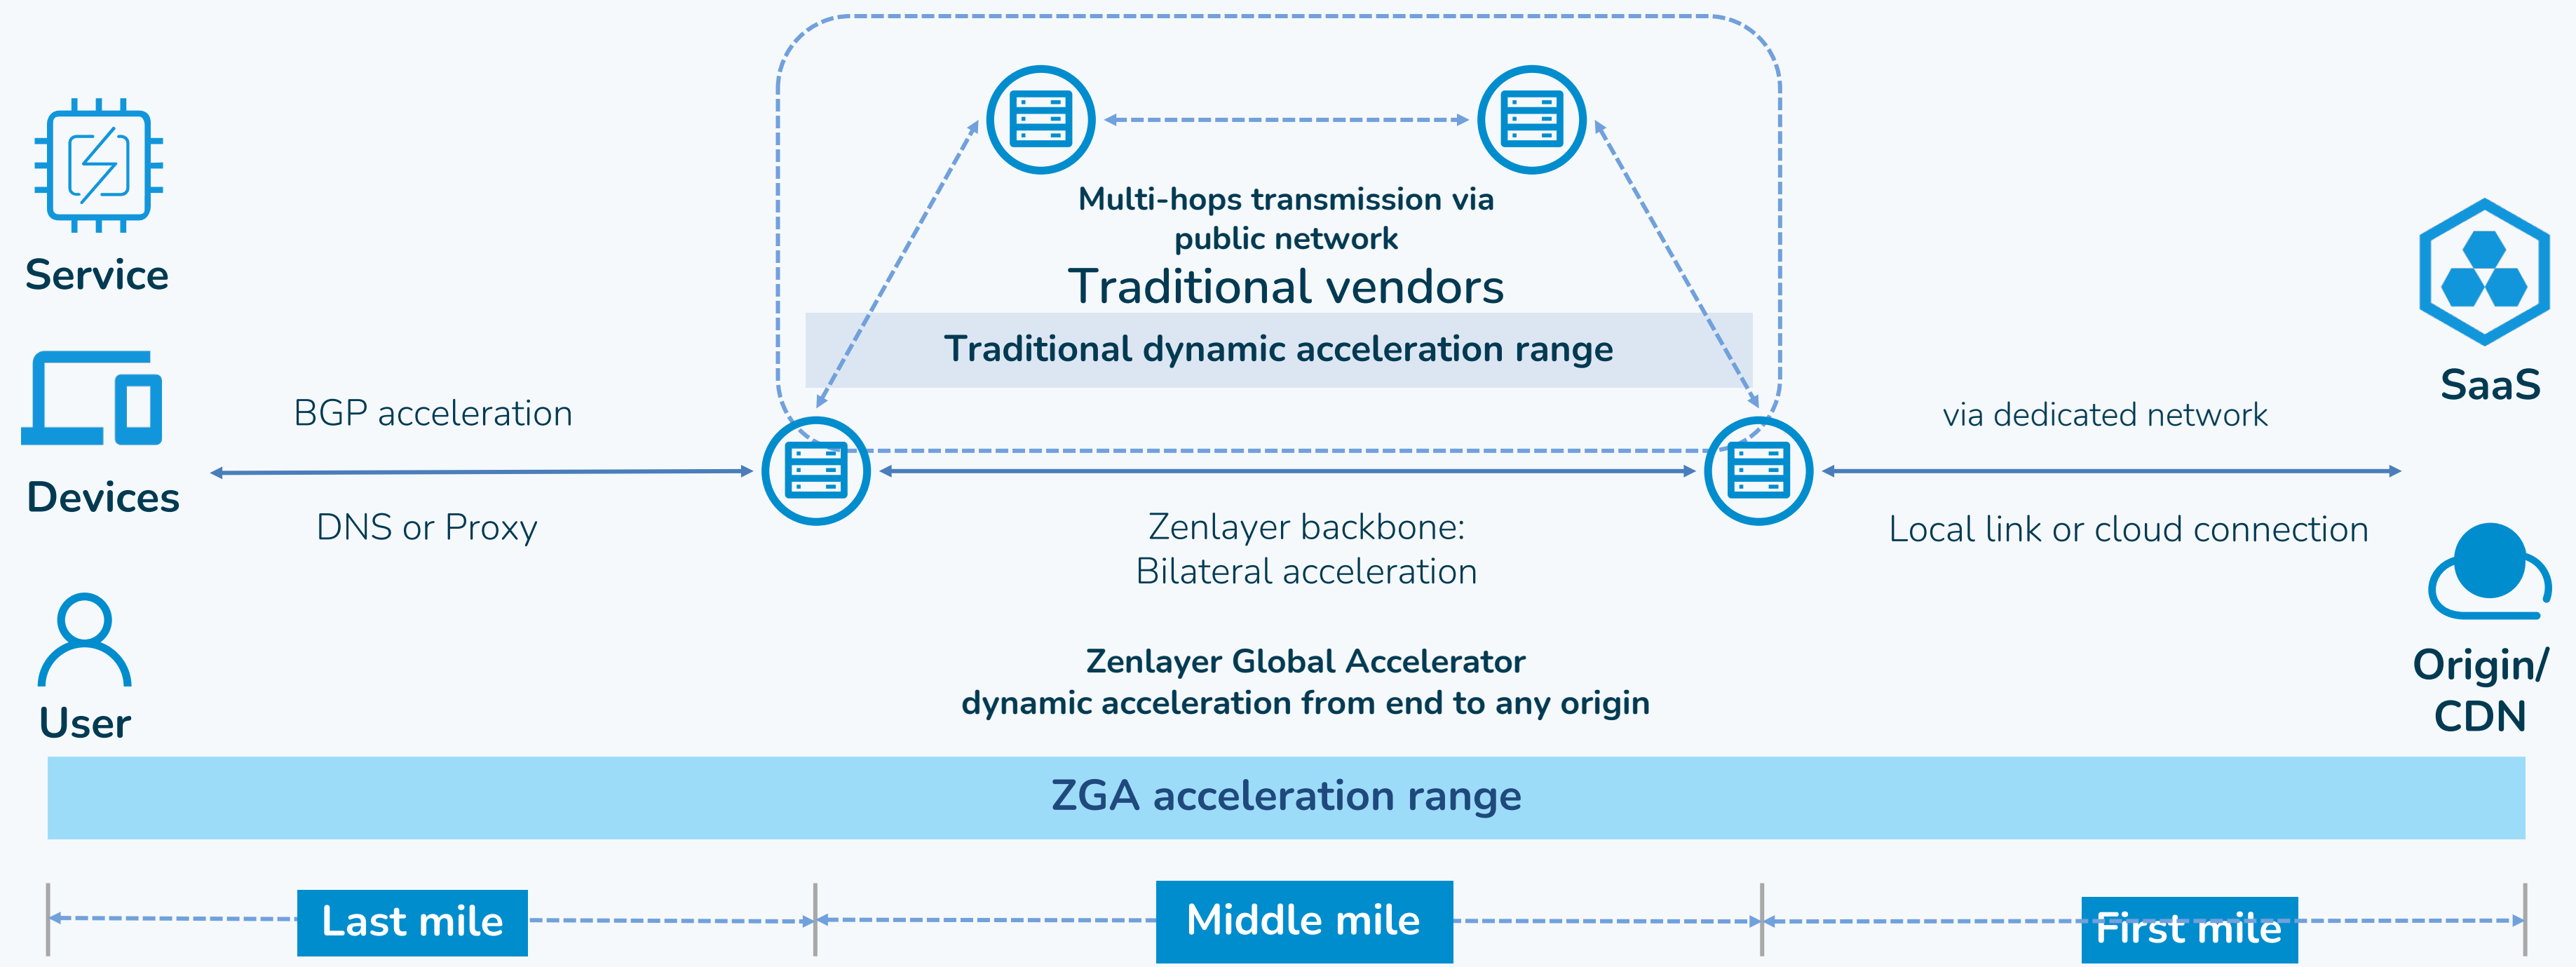 Service
Devices
User
BGP acceleration
DNS or Proxy
Multi-hops transmission via
public network
Traditional vendors
Traditional dynamic acceleration range
Zenlayer backbone:
Bilateral acceleration
Zenlayer Global Accelerator
dynamic acceleration from end to any origin
via dedicated network
Local link or cloud connection
SaaS
Origin/
CDN
ZGA acceleration range
Last mile
Middle mile
First mile